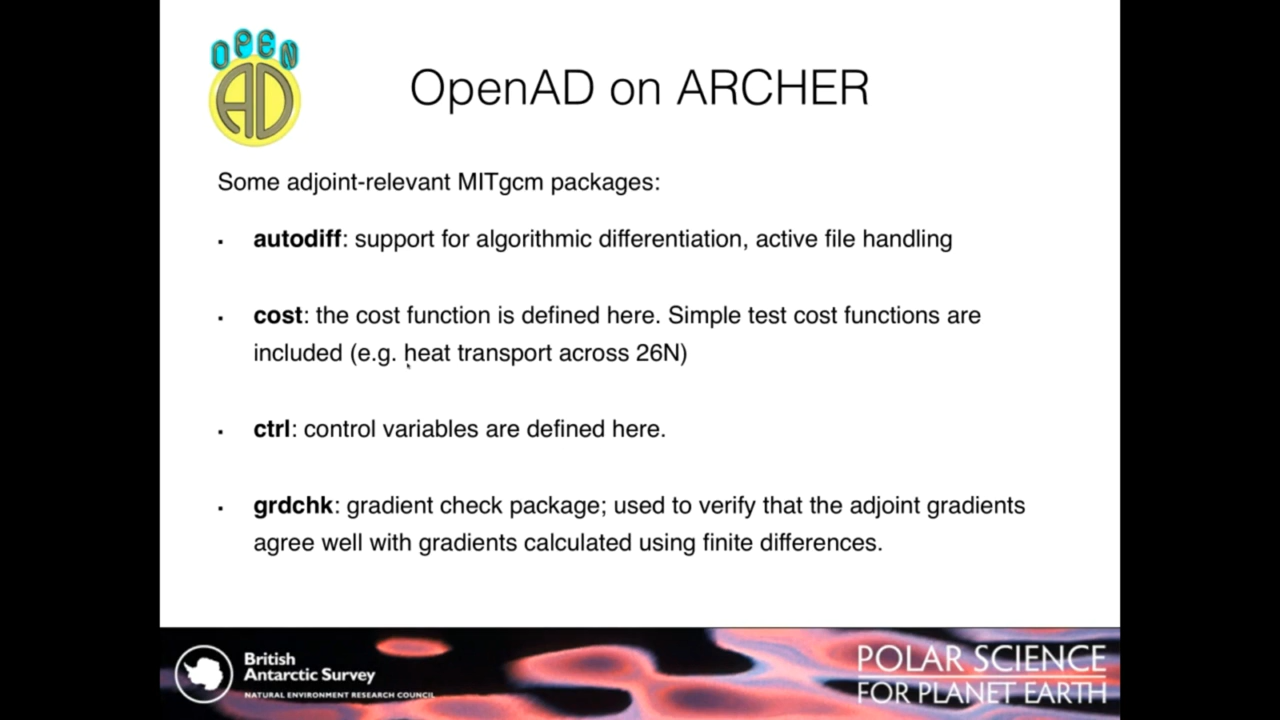 OPEN
AD
OpenAD on ARCHER
Some adjoint-relevant MITgcm packages:
▪ autodiff: support for algorithmic differentiation, active file handling
▪ cost: the cost function is defined here. Simple test cost functions are
included (e.g. heat transport across 26N)
▪ ctrl: control variables are defined here.
▪ grdchk: gradient check package; used to verify that the adjoint gradients
agree well with gradients calculated using finite differences.
British
Antarctic Survey
NATURAL ENVIRONMENT RESEARCH COUNCIL
POLAR SCIENCE
FOR PLANET EARTH